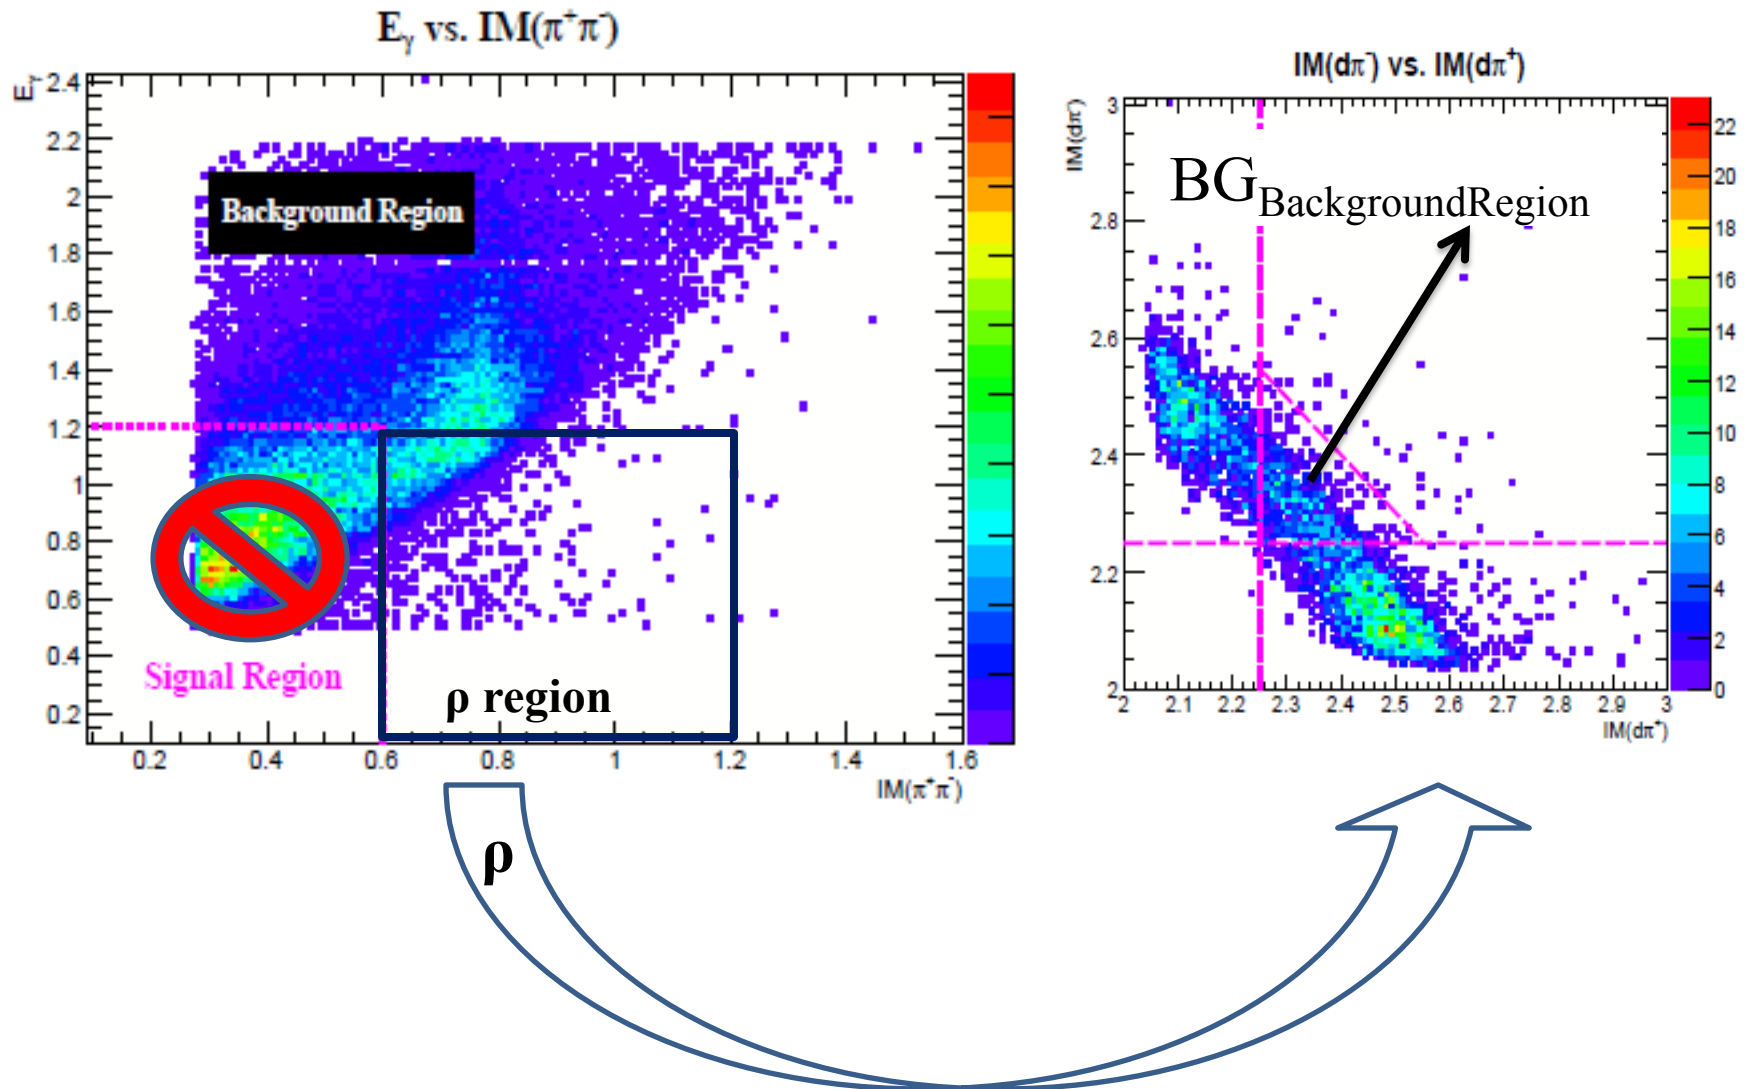 E_γ vs. IM(π⁺π⁻)
E_γ
2.4
2.2
2
1.8
1.6
1.4
1.2
1
0.8
0.6
0.4
0.2
Background Region
Signal Region
ρ region
0.2 0.4 0.6 0.8 1 1.2 1.4 1.6
IM(π⁺π⁻)
ρ
IM(dπ⁻) vs. IM(dπ⁺)
IM(dπ⁻)
3
2.8
2.6
2.4
2.2
2
BG_BackgroundRegion
2 2.1 2.2 2.3 2.4 2.5 2.6 2.7 2.8 2.9 3
IM(dπ⁺)
22
20
18
16
14
12
10
8
6
4
2
0